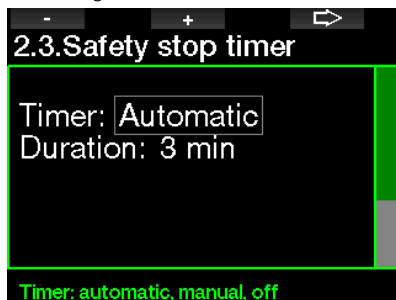 - +
2.3.Safety stop timer
Timer: Automatic
Duration: 3 min
Timer: automatic, manual, off